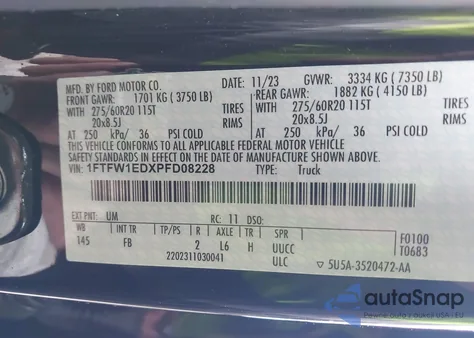 MFD. BY FORD MOTOR CO. DATE: 11/23 GVWR: 3334 KG (7350 LB)
FRONT GAWR: 1701 KG (3750 LB) REAR GAWR: 1882 KG (4150 LB)
WITH 275/60R20 115T TIRES WITH 275/60R20 115T TIRES
20x8.5J RIMS 20x8.5J RIMS
AT 250 kPa/ 36 PSI COLD AT 250 kPa/ 36 PSI COLD
THIS VEHICLE CONFORMS TO ALL APPLICABLE FEDERAL MOTOR VEHICLE
SAFETY STANDARDS IN EFFECT ON THE DATE OF MANUFACTURE SHOWN ABOVE.
VIN: 1FTFW1EDXPFD08228 TYPE: Truck
EXT PNT: UM RC: 11 DSO:
WB INT TR TP/PS R AXLE TR SPR F0100
145 FB 2 L6 H UUCC T0683
2202311030041 ULC 5U5A-3520472-AA
autoSnap